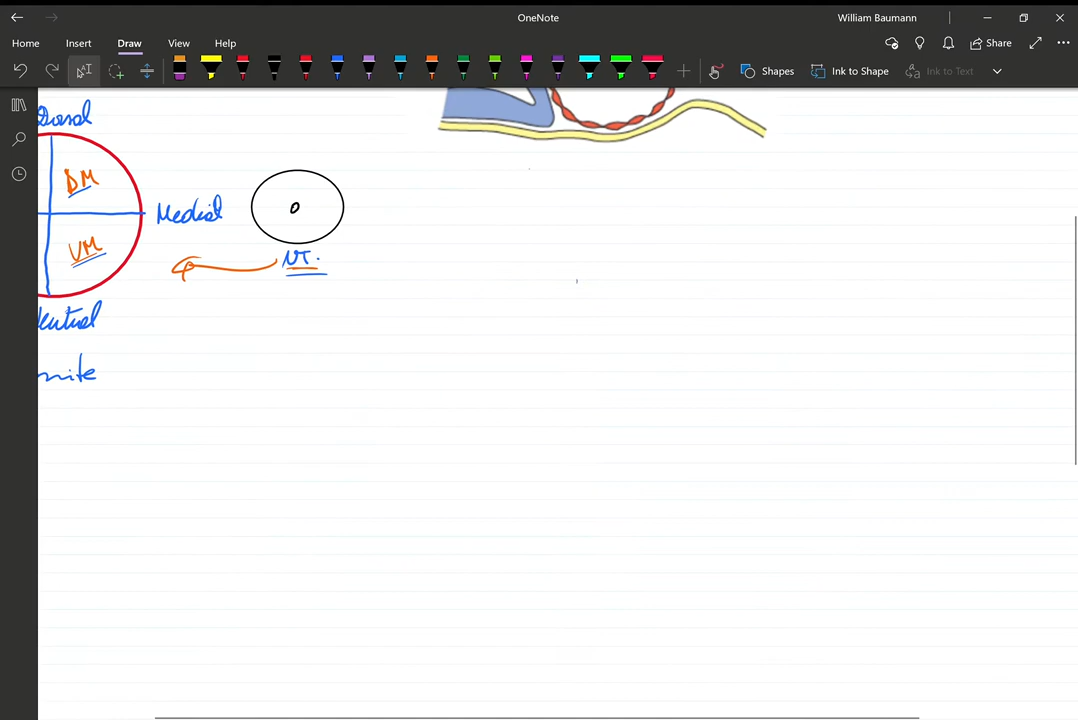 OneNote
William Baumann
Home Insert Draw View Help
Share
Shapes
Ink to Shape
Ink to Text
Dorsal
DM
Medial
VM
NT.